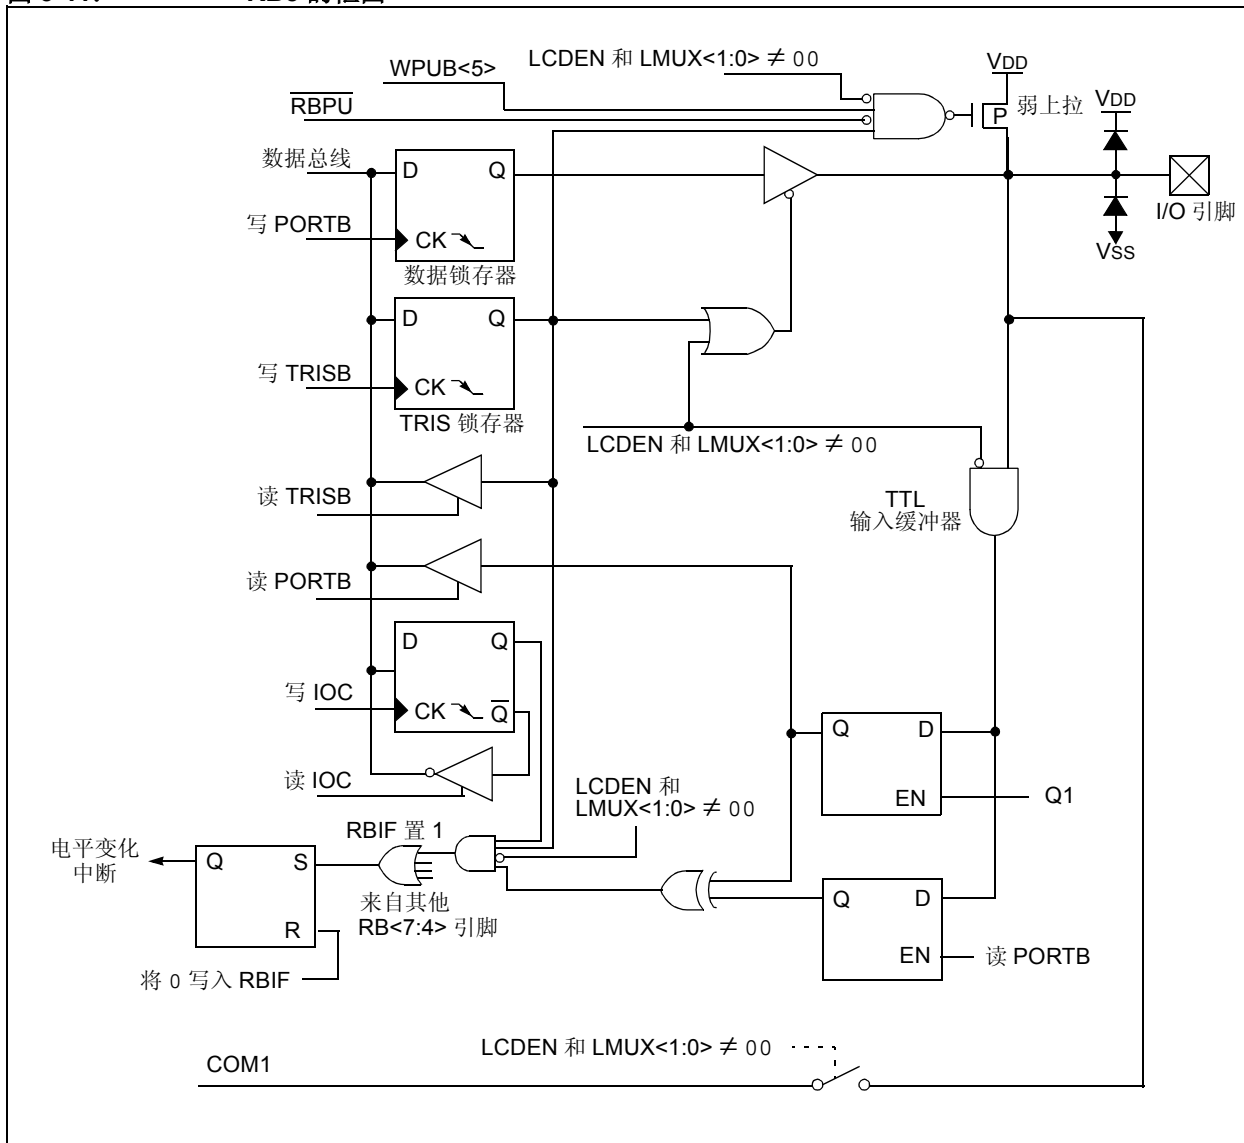 WPUB<5>
LCDEN 和 LMUX<1:0> ≠ 00
RBPU
VDD
弱上拉
P
VDD
数据总线
D
Q
I/O 引脚
写 PORTB
CK
VSS
数据锁存器
D
Q
写 TRISB
CK
TRIS 锁存器
LCDEN 和 LMUX<1:0> ≠ 00
读 TRISB
TTL
输入缓冲器
读 PORTB
D
Q
写 IOC
CK
Q
Q
D
EN
Q1
读 IOC
LCDEN 和
LMUX<1:0> ≠ 00
RBIF 置 1
电平变化
中断
Q
S
R
来自其他
RB<7:4> 引脚
将 0 写入 RBIF
Q
D
EN
读 PORTB
LCDEN 和 LMUX<1:0> ≠ 00
COM1